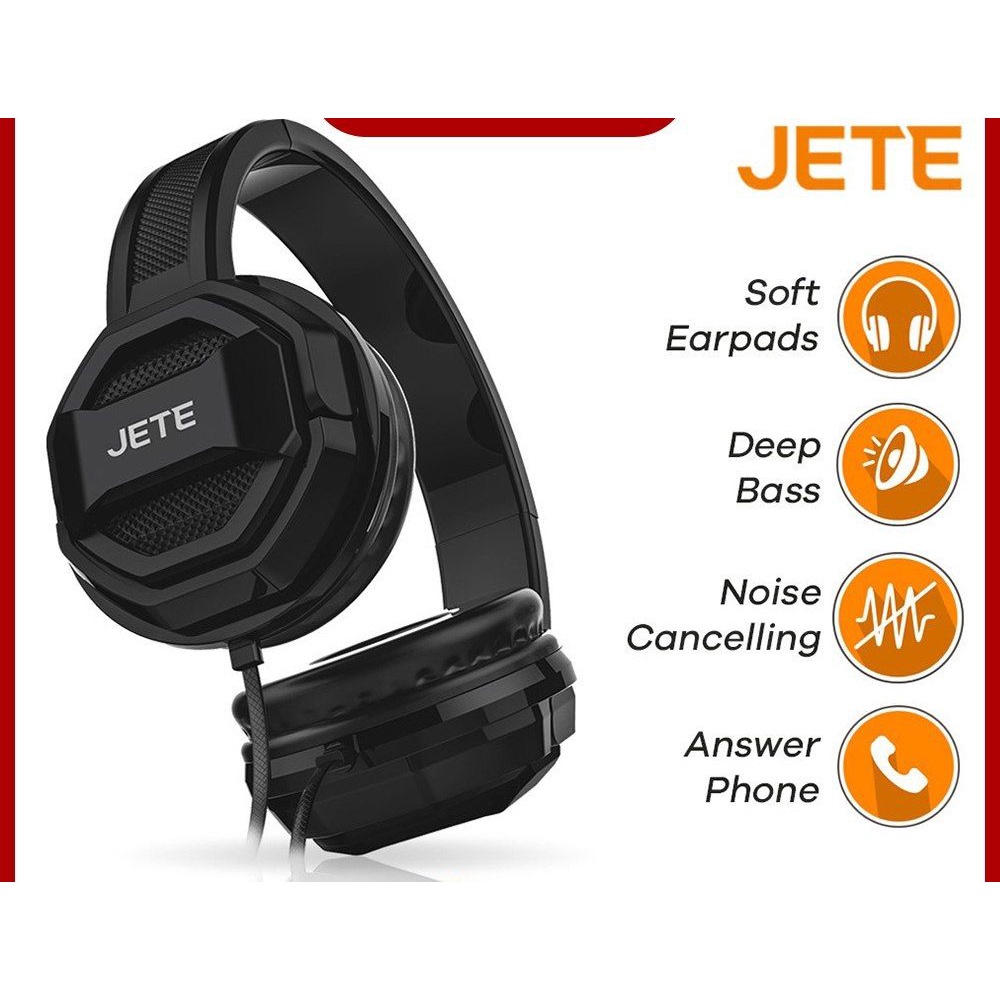 JETE
JETE
Soft
Earpads
Deep
Bass
Noise
Cancelling
Answer
Phone